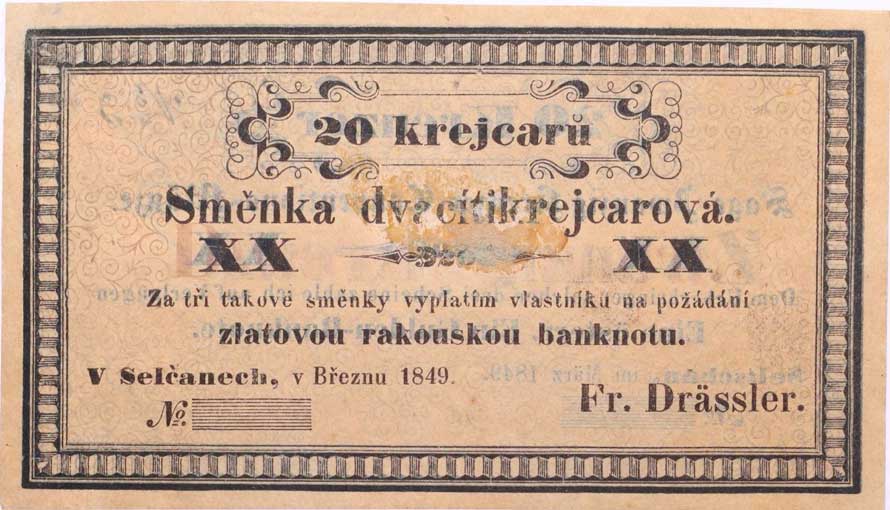 20 krejcarů
Směnka dvacítikrejcarová.
XX XX
Za tři takové směnky vyplatím vlastníku na požádání
zlatovou rakouskou banknotu.
V Selčanech, v Březnu 1849.
№
Fr. Drässler.